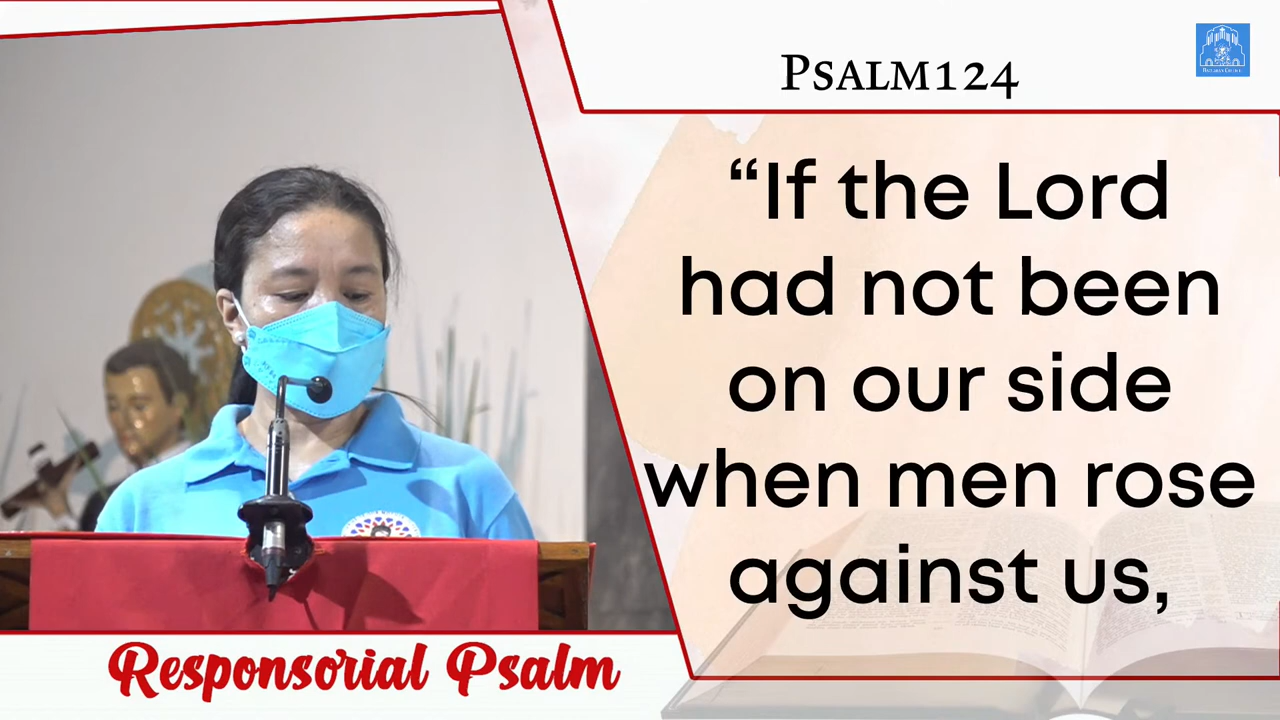 Psalm124
“If the Lord
had not been
on our side
when men rose
against us,
Responsorial Psalm